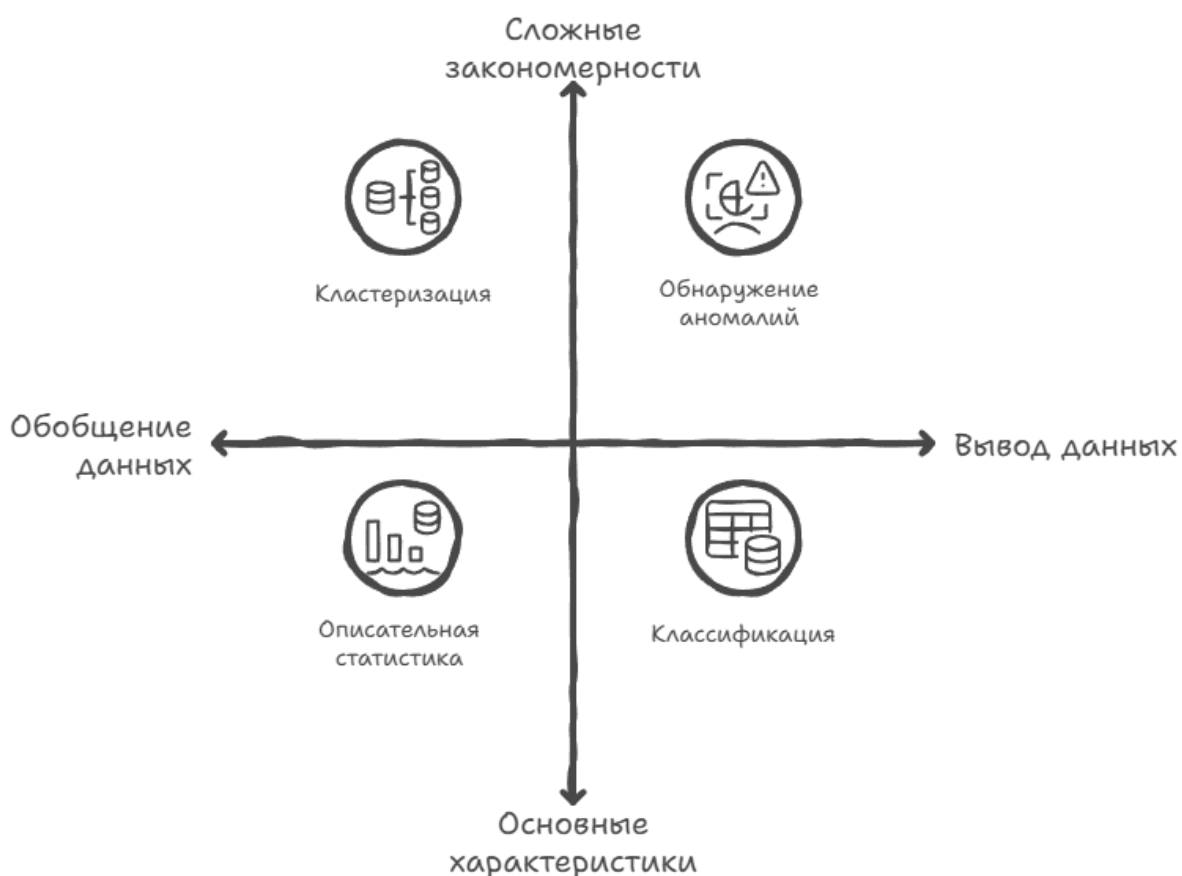 Сложные
закономерности
Кластеризация
Обнаружение
аномалий
Обобщение
данных
Вывод данных
Описательная
статистика
Классификация
Основные
характеристики